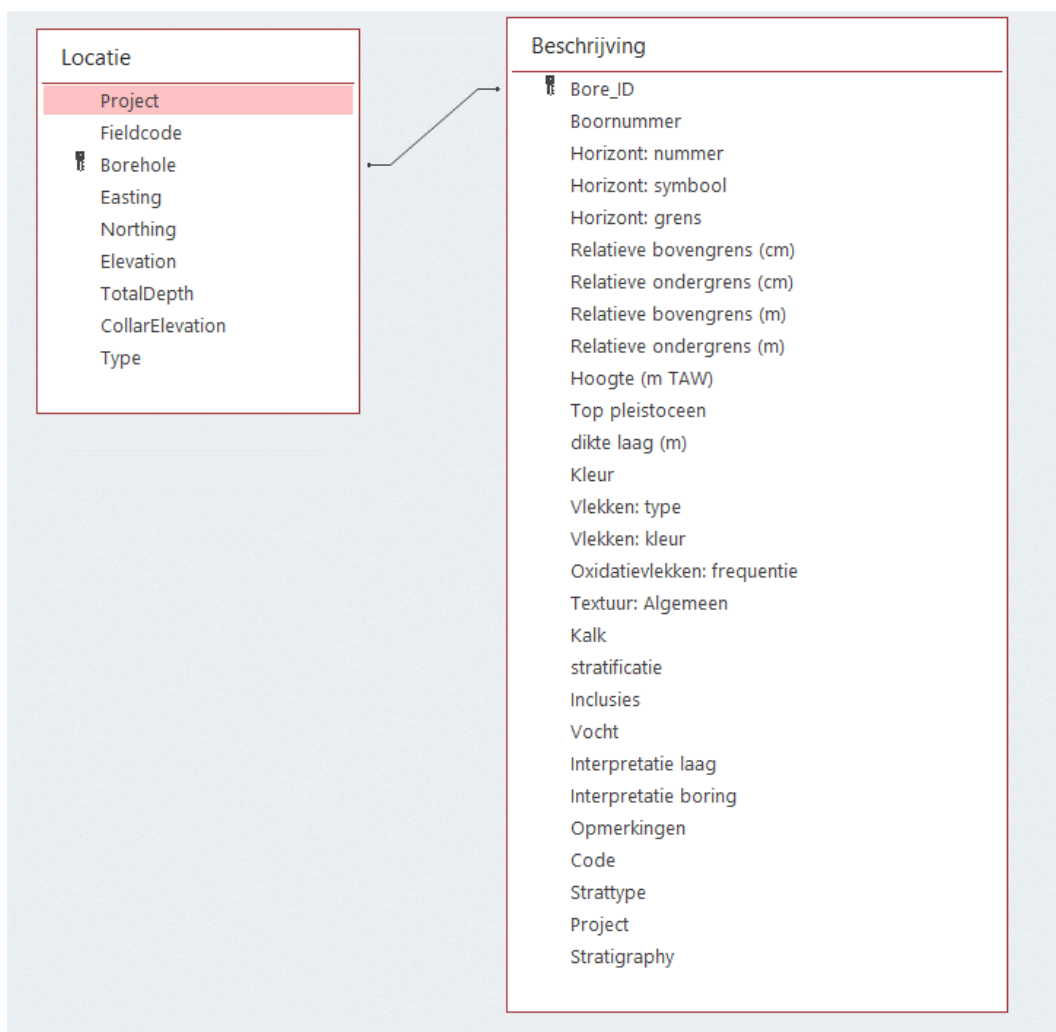 Locatie
Project
Fieldcode
Borehole
Easting
Northing
Elevation
TotalDepth
CollarElevation
Type
Beschrijving
Bore_ID
Boornummer
Horizont: nummer
Horizont: symbool
Horizont: grens
Relatieve bovengrens (cm)
Relatieve ondergrens (cm)
Relatieve bovengrens (m)
Relatieve ondergrens (m)
Hoogte (m TAW)
Top pleistoceen
dikte laag (m)
Kleur
Vlekken: type
Vlekken: kleur
Oxidatievlekken: frequentie
Textuur: Algemeen
Kalk
stratificatie
Inclusies
Vocht
Interpretatie laag
Interpretatie boring
Opmerkingen
Code
Strattype
Project
Stratigraphy